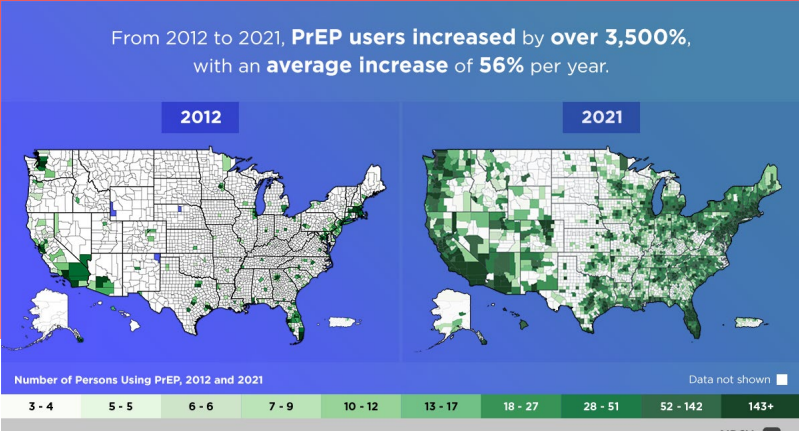 From 2012 to 2021, PrEP users increased by over 3,500%,
with an average increase of 56% per year.
2012
2021
Number of Persons Using PrEP, 2012 and 2021
Data not shown
3 - 4
5 - 5
6 - 6
7 - 9
10 - 12
13 - 17
18 - 27
28 - 51
52 - 142
143+